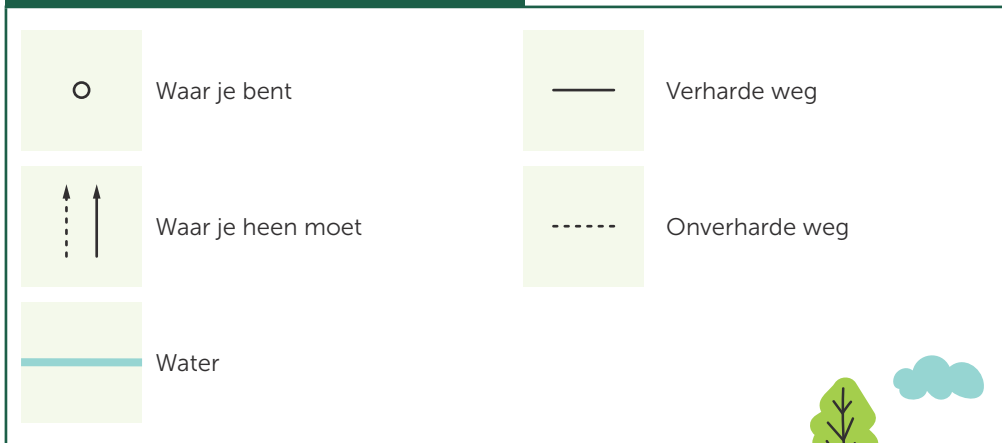 Waar je bent
Verharde weg
Waar je heen moet
Onverharde weg
Water